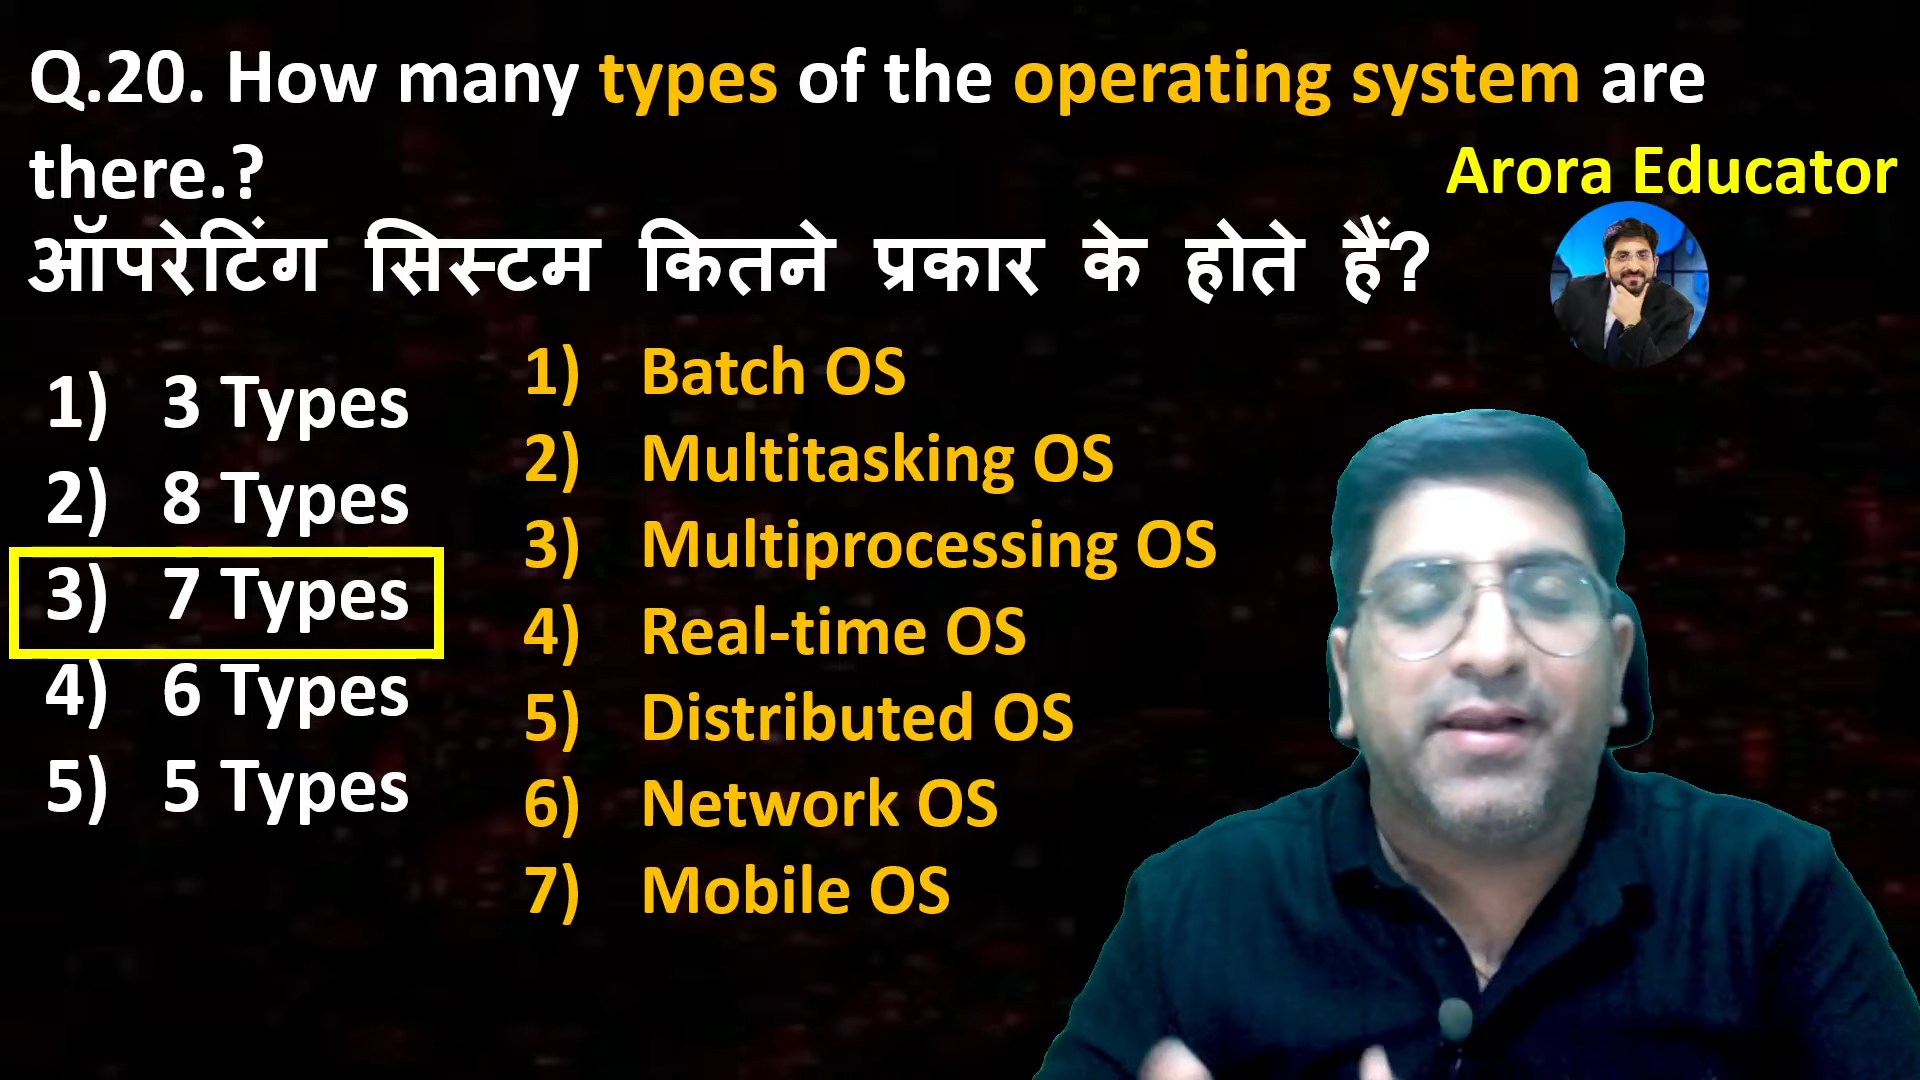 Q.20. How many types of the operating system are
there.?
Arora Educator
ऑपरेटिंग सिस्टम कितने प्रकार के होते हैं?
1) 3 Types
2) 8 Types
3) 7 Types
4) 6 Types
5) 5 Types
1) Batch OS
2) Multitasking OS
3) Multiprocessing OS
4) Real-time OS
5) Distributed OS
6) Network OS
7) Mobile OS